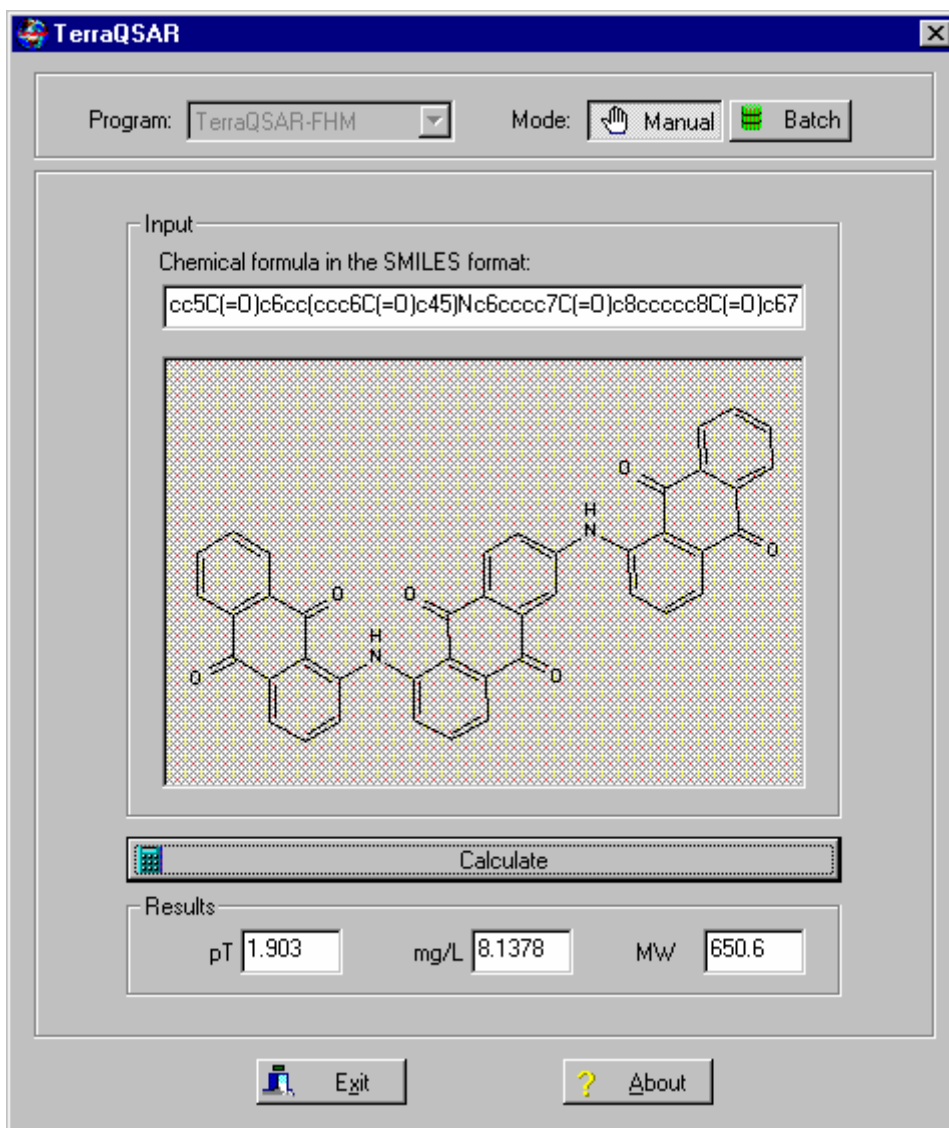 TerraQSAR
Program: TerraQSAR-FHM Mode: Manual Batch
Input
Chemical formula in the SMILES format:
cc5C(=O)c6cc(ccc6C(=O)c45)Nc6cccc7C(=O)c8ccccc8C(=O)c67
O
H
N
O
O
O
H
N
O
O
Calculate
Results
pT 1.903 mg/L 8.1378 MW 650.6
Exit ? About